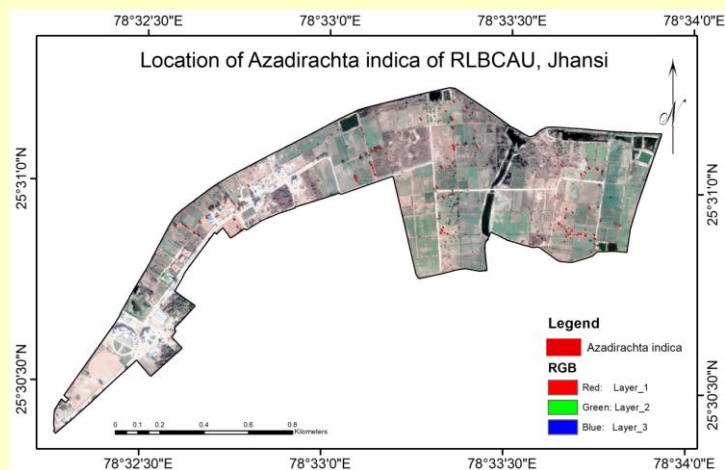 78°32'30"E 78°33'0"E 78°33'30"E 78°34'0"E
Location of Azadirachta indica of RLBCAU, Jhansi
N
25°31'0"N 25°31'0"N
Legend
Azadirachta indica
RGB
Red: Layer_1
Green: Layer_2
Blue: Layer_3
25°30'30"N 25°30'30"N
0 0.1 0.2 0.4 0.6 0.8
Kilometers
78°32'30"E 78°33'0"E 78°33'30"E 78°34'0"E